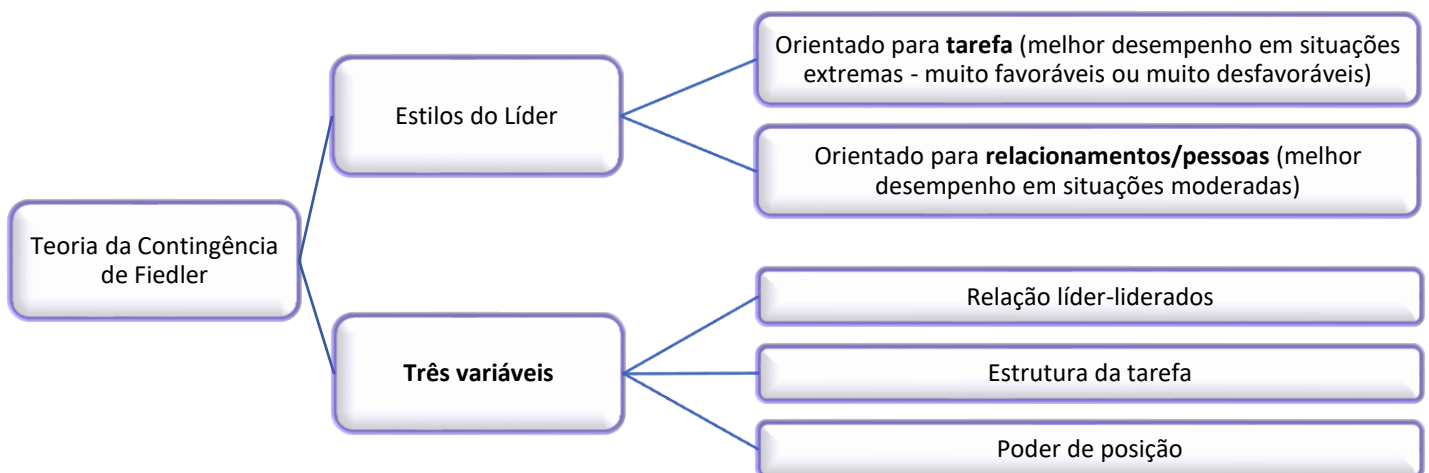 Teoria da Contingência
de Fiedler
Estilos do Líder
Orientado para tarefa (melhor desempenho em situações
extremas - muito favoráveis ou muito desfavoráveis)
Orientado para relacionamentos/pessoas (melhor
desempenho em situações moderadas)
Três variáveis
Relação líder-liderados
Estrutura da tarefa
Poder de posição